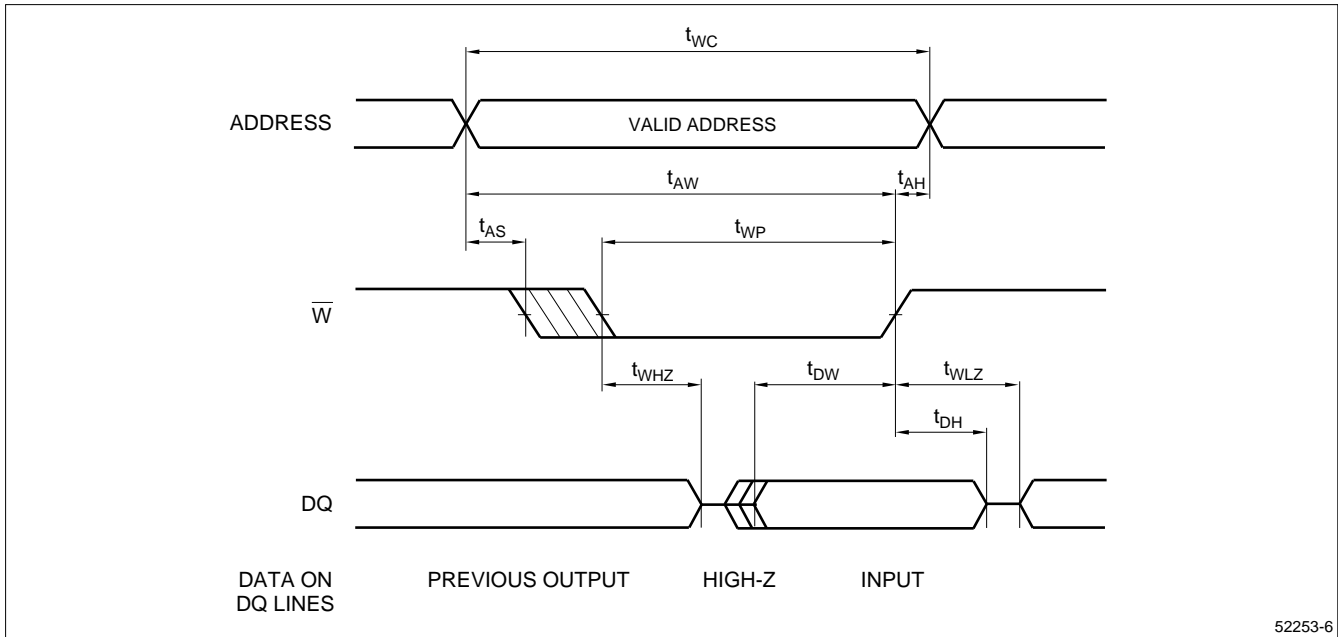 tWC
ADDRESS
VALID ADDRESS
tAW
tAH
tAS
tWP
W̅
tWHZ
tDW
tWLZ
tDH
DQ
DATA ON
DQ LINES
PREVIOUS OUTPUT
HIGH-Z
INPUT
52253-6